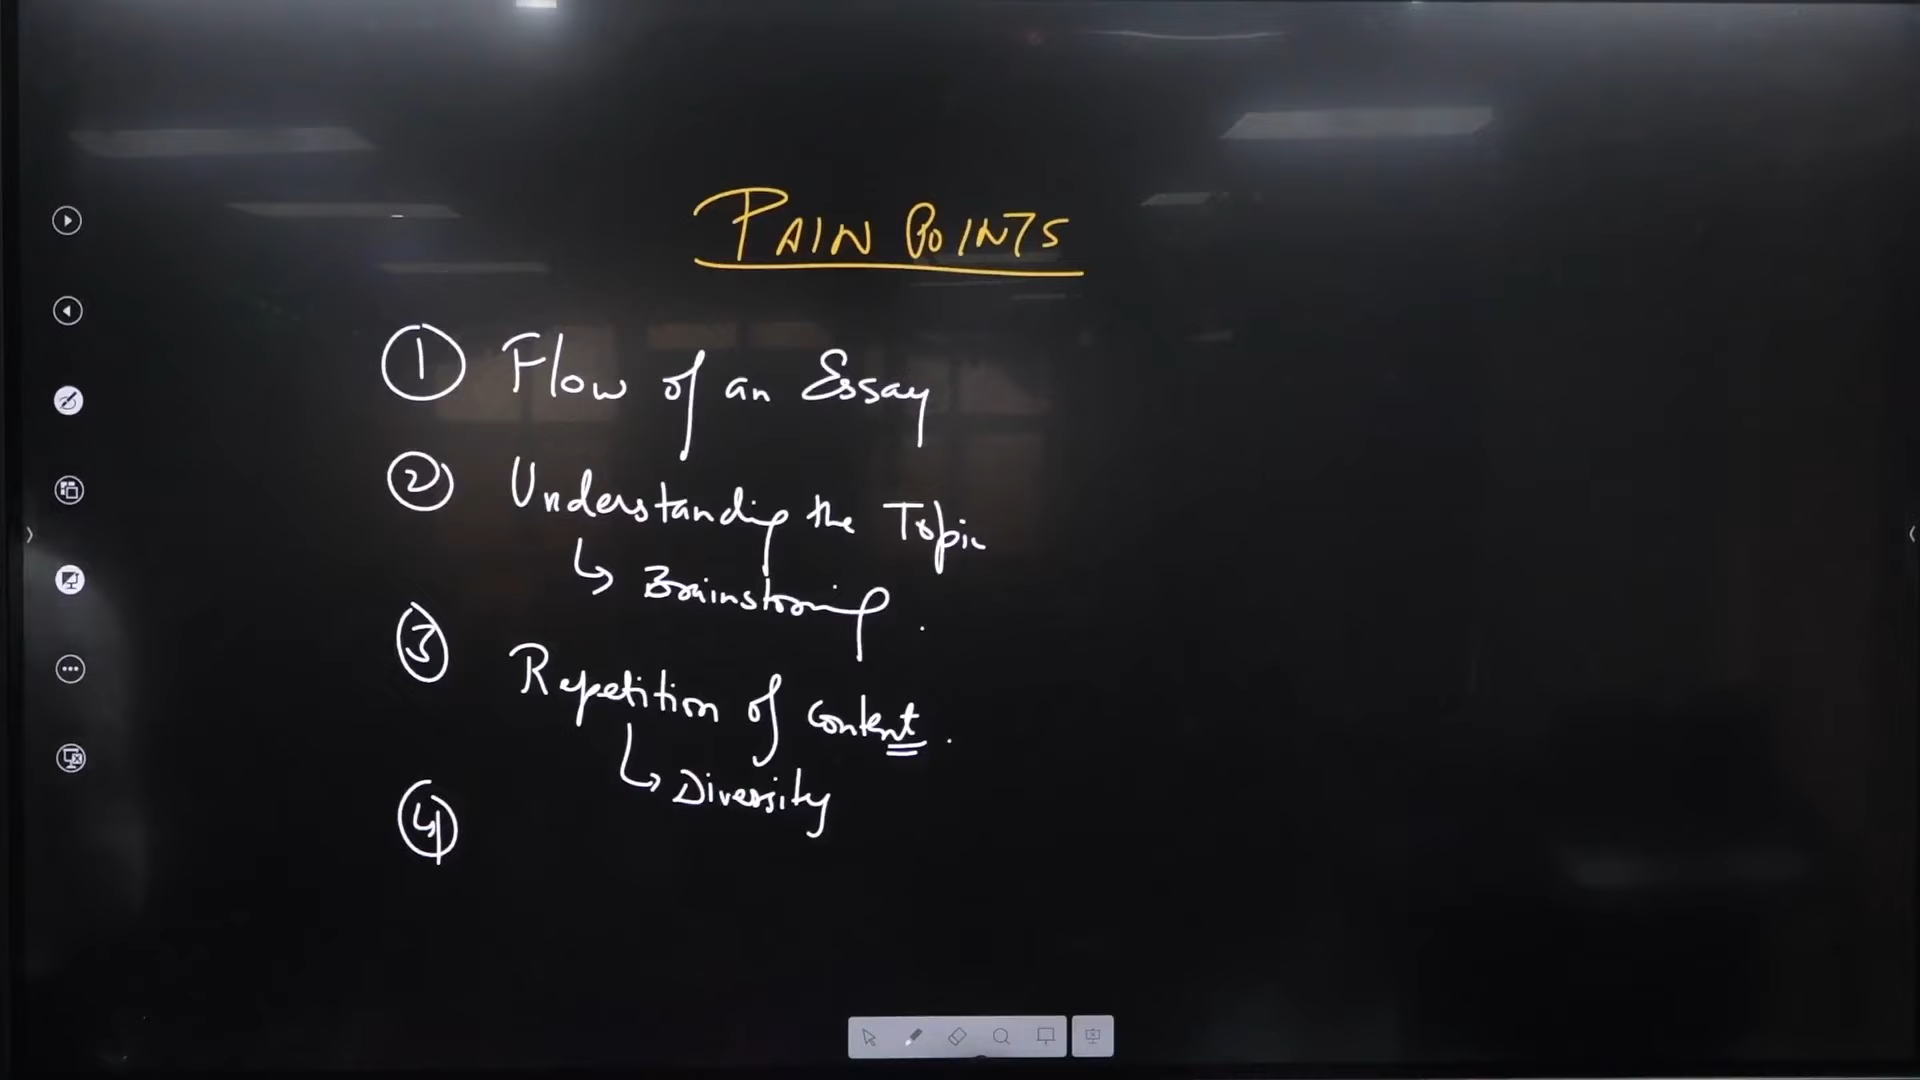 PAIN POINTS
① Flow of an Essay
② Understanding the Topic
↳ Brainstorming.
③ Repetition of content.
↳ Diversity
④